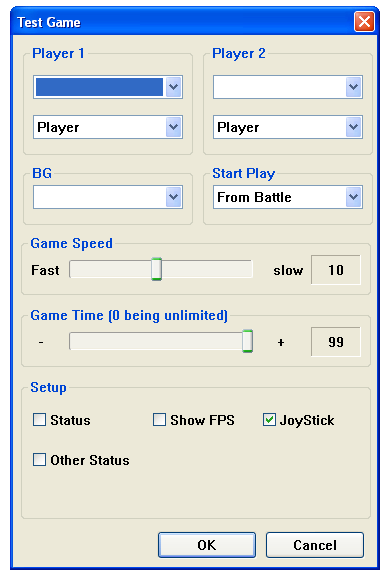 Test Game
Player 1 Player 2
Player Player
BG Start Play
From Battle
Game Speed
Fast slow 10
Game Time (0 being unlimited)
- + 99
Setup
Status Show FPS JoyStick
Other Status
OK Cancel